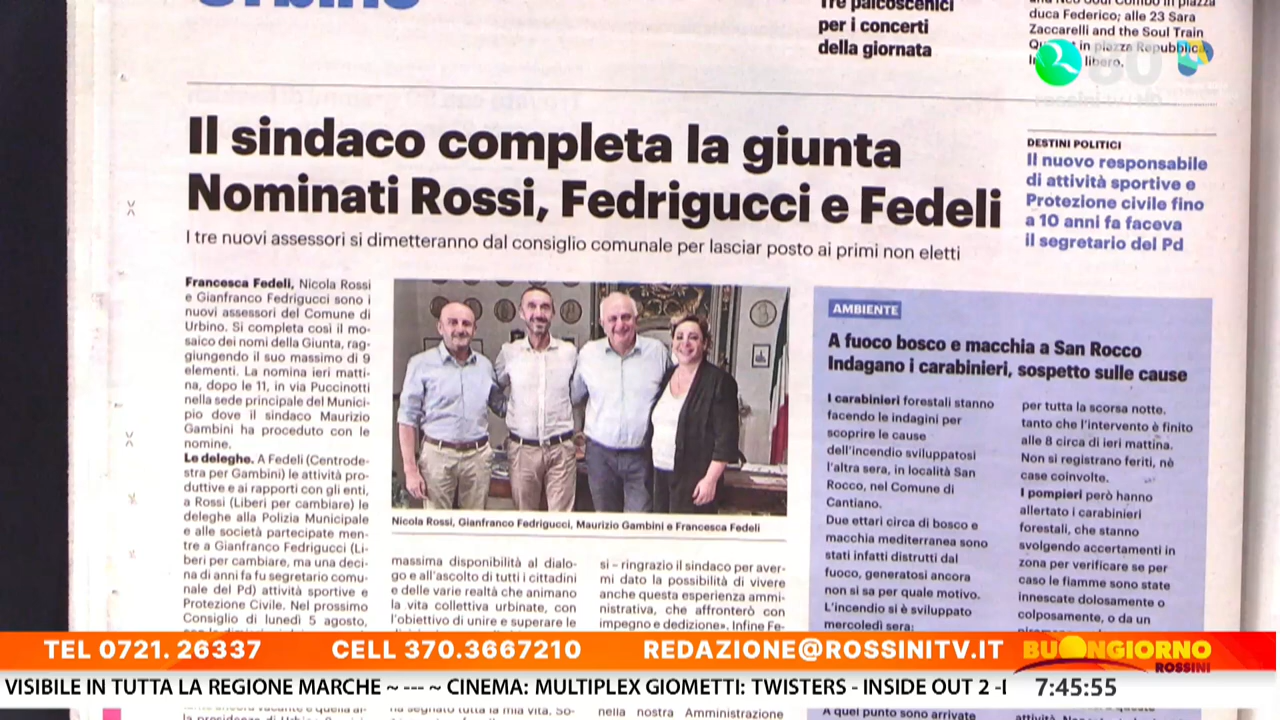 Urbino
Tre palcoscenici
per i concerti
della giornata
duca Federico; alle 23 Sara
Zaccarelli and the Soul Train
in piazza Repubblica.
libero.
Il sindaco completa la giunta
Nominati Rossi, Fedrigucci e Fedeli
I tre nuovi assessori si dimetteranno dal consiglio comunale per lasciar posto ai primi non eletti
DESTINI POLITICI
Il nuovo responsabile
di attività sportive e
Protezione civile fino
a 10 anni fa faceva
il segretario del Pd
Francesca Fedeli, Nicola Rossi
e Gianfranco Fedrigucci sono i
nuovi assessori del Comune di
Urbino. Si completa così il mo-
saico dei nomi della Giunta, rag-
giungendo il suo massimo di 9
elementi. La nomina ieri matti-
na, dopo le 11, in via Puccinotti
nella sede principale del Munici-
pio dove il sindaco Maurizio
Gambini ha proceduto con le
nomine.
Le deleghe. A Fedeli (Centrode-
stra per Gambini) le attività pro-
duttive e ai rapporti con gli enti,
a Rossi (Liberi per cambiare) le
deleghe alla Polizia Municipale
e alle società partecipate men-
tre a Gianfranco Fedrigucci (Li-
beri per cambiare, ma una deci-
na di anni fa fu segretario comu-
nale del Pd) attività sportive e
Protezione Civile. Nel prossimo
Consiglio di lunedì 5 agosto,
Nicola Rossi, Gianfranco Fedrigucci, Maurizio Gambini e Francesca Fedeli
massima disponibilità al dialo-
go e all'ascolto di tutti i cittadini
e delle varie realtà che animano
la vita collettiva urbinate, con
l'obiettivo di unire e superare le
si – ringrazio il sindaco per aver-
mi dato la possibilità di vivere
anche questa esperienza ammi-
nistrativa, che affronterò con
impegno e dedizione». Infine Fe-
nella nostra Amministrazione
AMBIENTE
A fuoco bosco e macchia a San Rocco
Indagano i carabinieri, sospetto sulle cause
I carabinieri forestali stanno
facendo le indagini per
scoprire le cause
dell'incendio sviluppatosi
l'altra sera, in località San
Rocco, nel Comune di
Cantiano.
Due ettari circa di bosco e
macchia mediterranea sono
stati infatti distrutti dal
fuoco, generatosi ancora
non si sa per quale motivo.
L'incendio si è sviluppato
mercoledì sera:
A quel punto sono arrivate
per tutta la scorsa notte.
tanto che l'intervento è finito
alle 8 circa di ieri mattina.
Non si registrano feriti, nè
case coinvolte.
I pompieri però hanno
allertato i carabinieri
forestali, che stanno
svolgendo accertamenti in
zona per verificare se per
caso le fiamme sono state
innescate dolosamente o
colposamente, o da un
TEL 0721. 26337
CELL 370.3667210
REDAZIONE@ROSSINITV.IT
BUONGIORNO
ROSSINI
VISIBILE IN TUTTA LA REGIONE MARCHE ~ --- ~ CINEMA: MULTIPLEX GIOMETTI: TWISTERS - INSIDE OUT 2 -
7:45:55